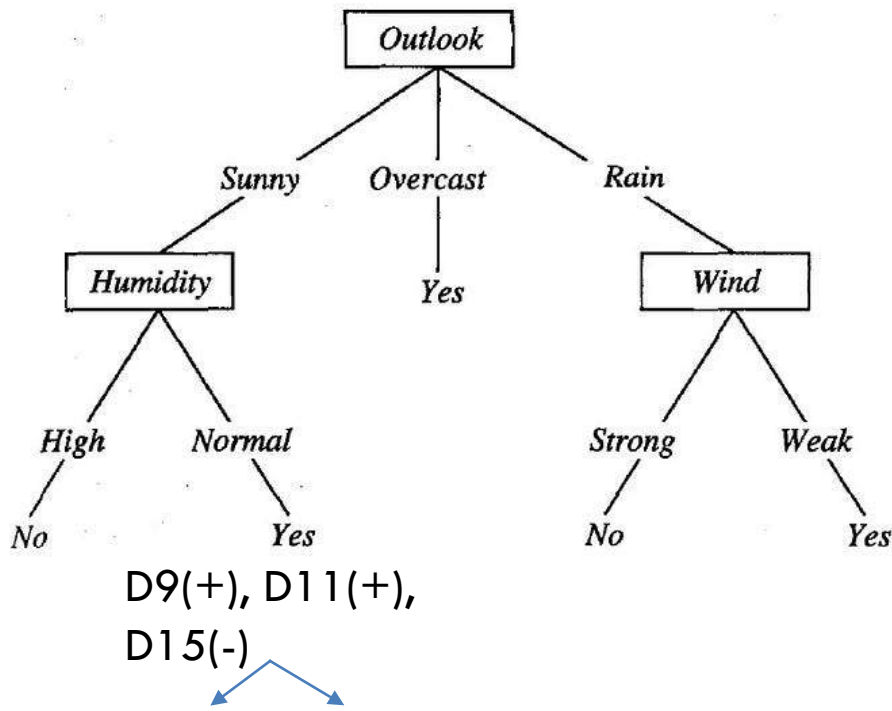 Outlook
Sunny Overcast Rain
Humidity Yes Wind
High Normal Strong Weak
No Yes No Yes
D9(+), D11(+),
D15(-)